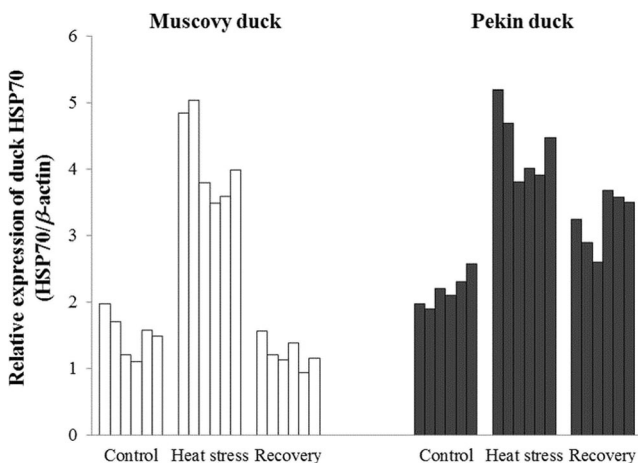 Muscovy duck
Pekin duck
Relative expression of duck HSP70
(HSP70/β-actin)
6
5
4
3
2
1
0
Control Heat stress Recovery
Control Heat stress Recovery